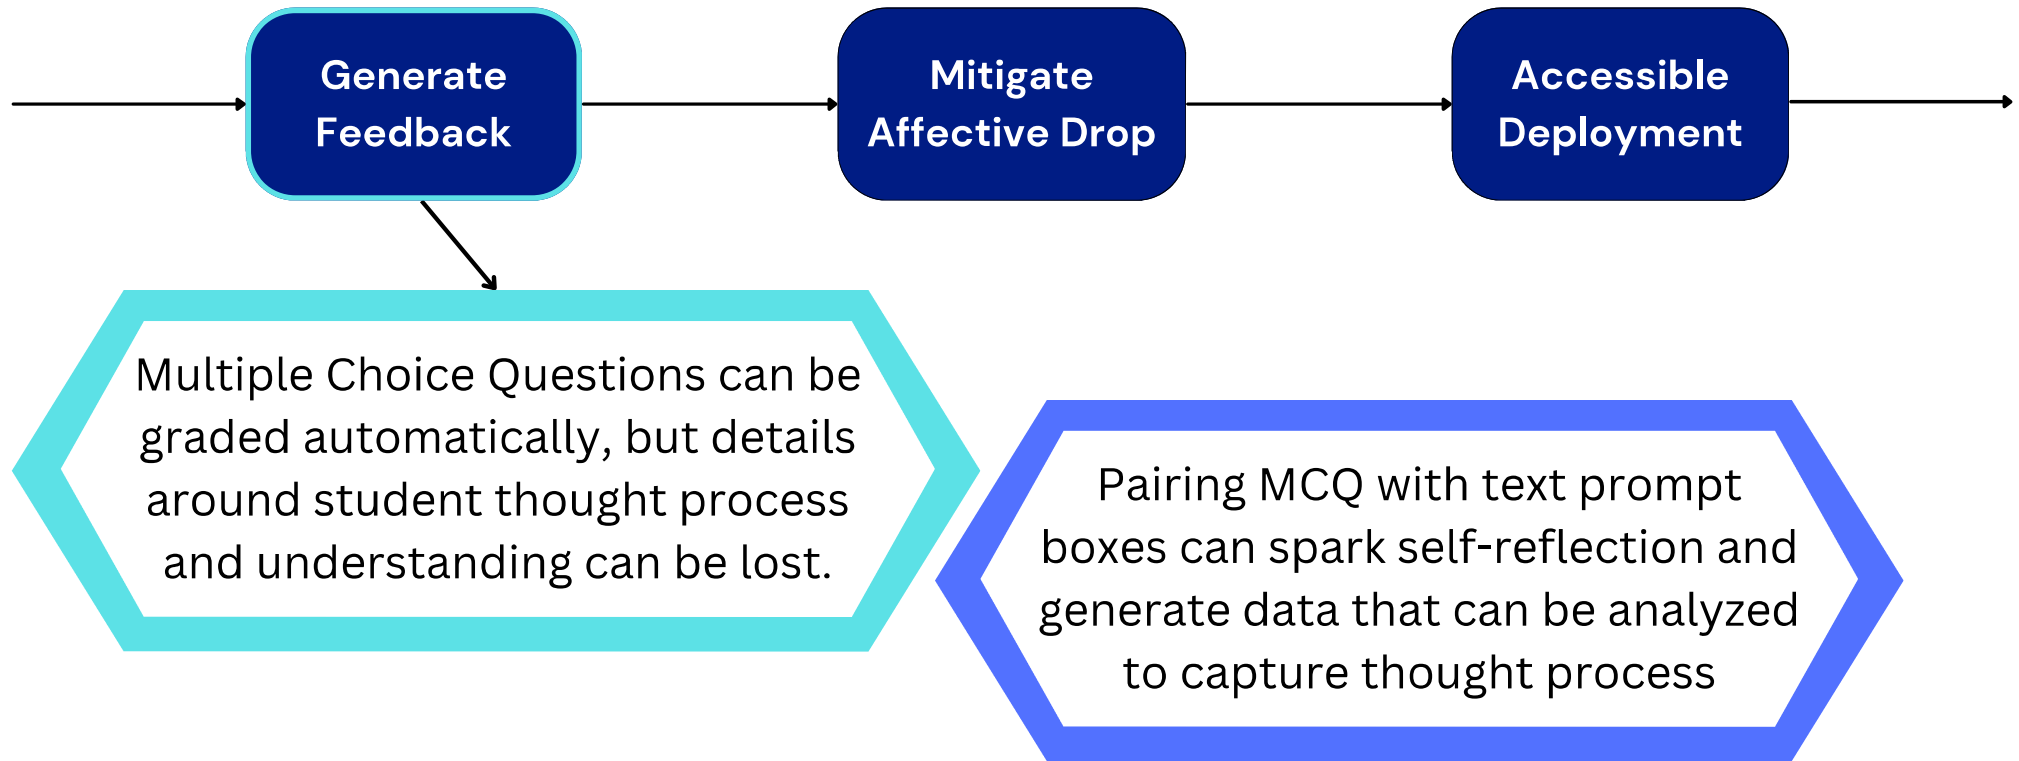 Generate
Feedback
Mitigate
Affective Drop
Accessible
Deployment
Multiple Choice Questions can be
graded automatically, but details
around student thought process
and understanding can be lost.
Pairing MCQ with text prompt
boxes can spark self-reflection and
generate data that can be analyzed
to capture thought process